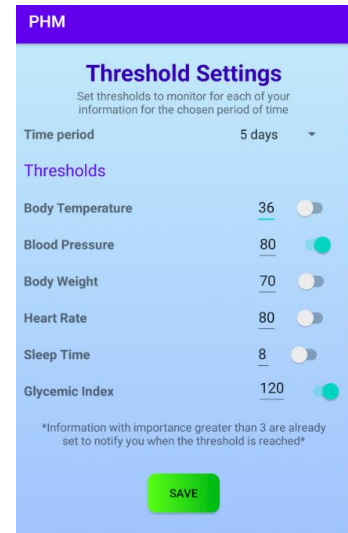 PHM
Threshold Settings
Set thresholds to monitor for each of your
information for the chosen period of time
Time period 5 days
Thresholds
Body Temperature 36
Blood Pressure 80
Body Weight 70
Heart Rate 80
Sleep Time 8
Glycemic Index 120
*Information with importance greater than 3 are already
set to notify you when the threshold is reached*
SAVE